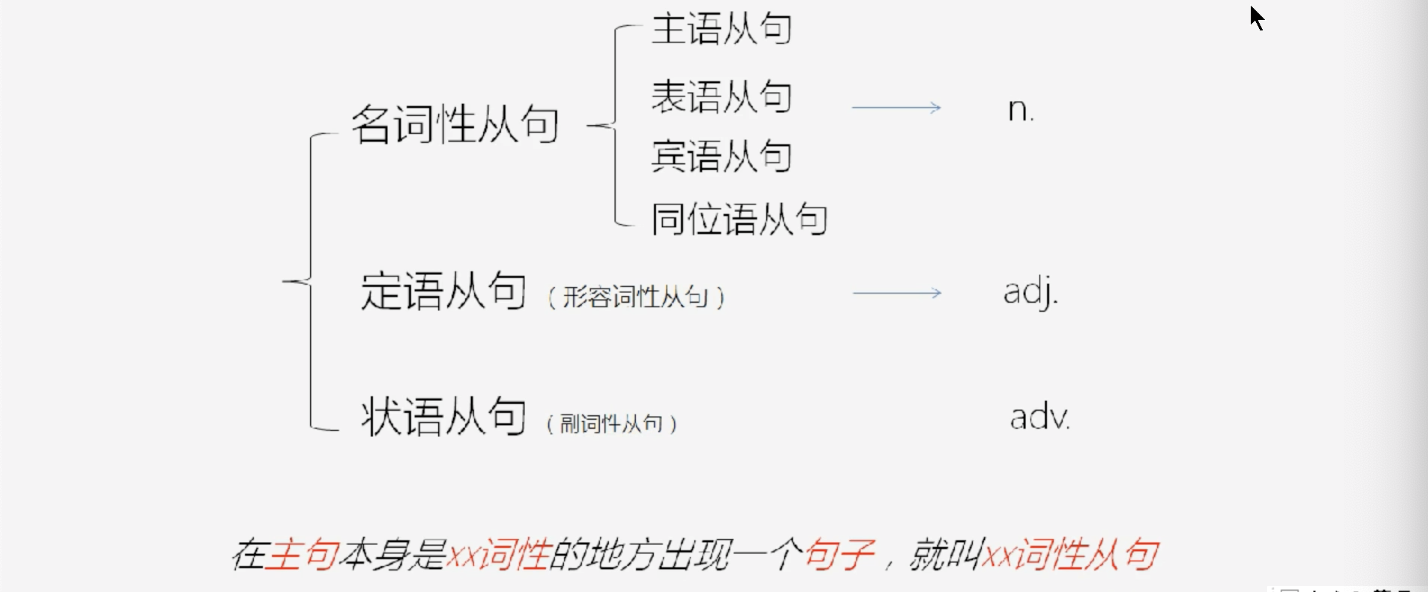 主语从句
表语从句
名词性从句
n.
宾语从句
同位语从句
定语从句（形容词性从句）
adj.
状语从句（副词性从句）
adv.
在主句本身是xx词性的地方出现一个句子，就叫xx词性从句